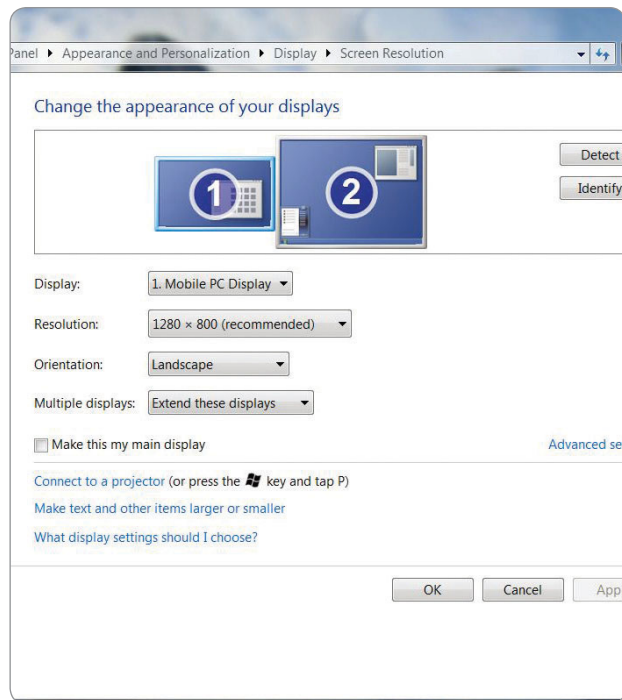 Panel ▸ Appearance and Personalization ▸ Display ▸ Screen Resolution
Change the appearance of your displays
1
2
Detect
Identify
Display: 1. Mobile PC Display
Resolution: 1280 × 800 (recommended)
Orientation: Landscape
Multiple displays: Extend these displays
Make this my main display
Advanced se
Connect to a projector (or press the key and tap P)
Make text and other items larger or smaller
What display settings should I choose?
OK
Cancel
App